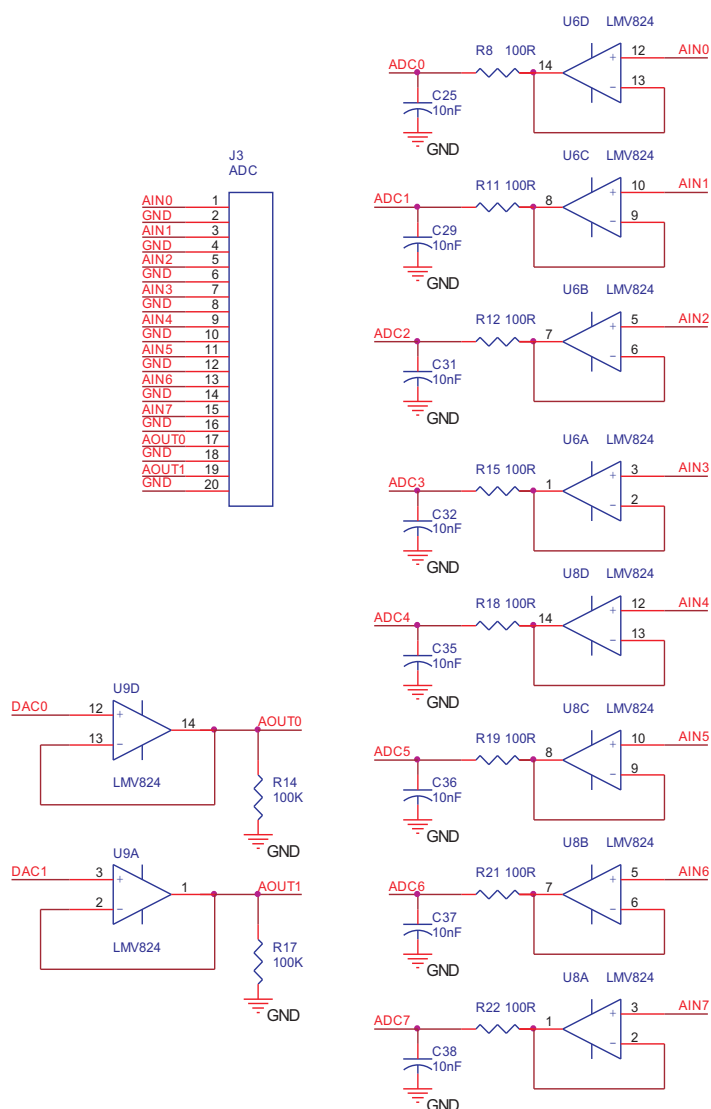 J3
ADC
AIN0 1
GND 2
AIN1 3
GND 4
AIN2 5
GND 6
AIN3 7
GND 8
AIN4 9
GND 10
AIN5 11
GND 12
AIN6 13
GND 14
AIN7 15
GND 16
AOUT0 17
GND 18
AOUT1 19
GND 20
U9D
DAC0 12 + 14 AOUT0
13 −
LMV824
R14
100K
GND
U9A
DAC1 3 + 1 AOUT1
2 −
LMV824
R17
100K
GND
U6D LMV824
ADC0 R8 100R 14 + 12 AIN0
− 13
C25
10nF
GND
U6C LMV824
ADC1 R11 100R 8 + 10 AIN1
− 9
C29
10nF
GND
U6B LMV824
ADC2 R12 100R 7 + 5 AIN2
− 6
C31
10nF
GND
U6A LMV824
ADC3 R15 100R 1 + 3 AIN3
− 2
C32
10nF
GND
U8D LMV824
ADC4 R18 100R 14 + 12 AIN4
− 13
C35
10nF
GND
U8C LMV824
ADC5 R19 100R 8 + 10 AIN5
− 9
C36
10nF
GND
U8B LMV824
ADC6 R21 100R 7 + 5 AIN6
− 6
C37
10nF
GND
U8A LMV824
ADC7 R22 100R 1 + 3 AIN7
− 2
C38
10nF
GND